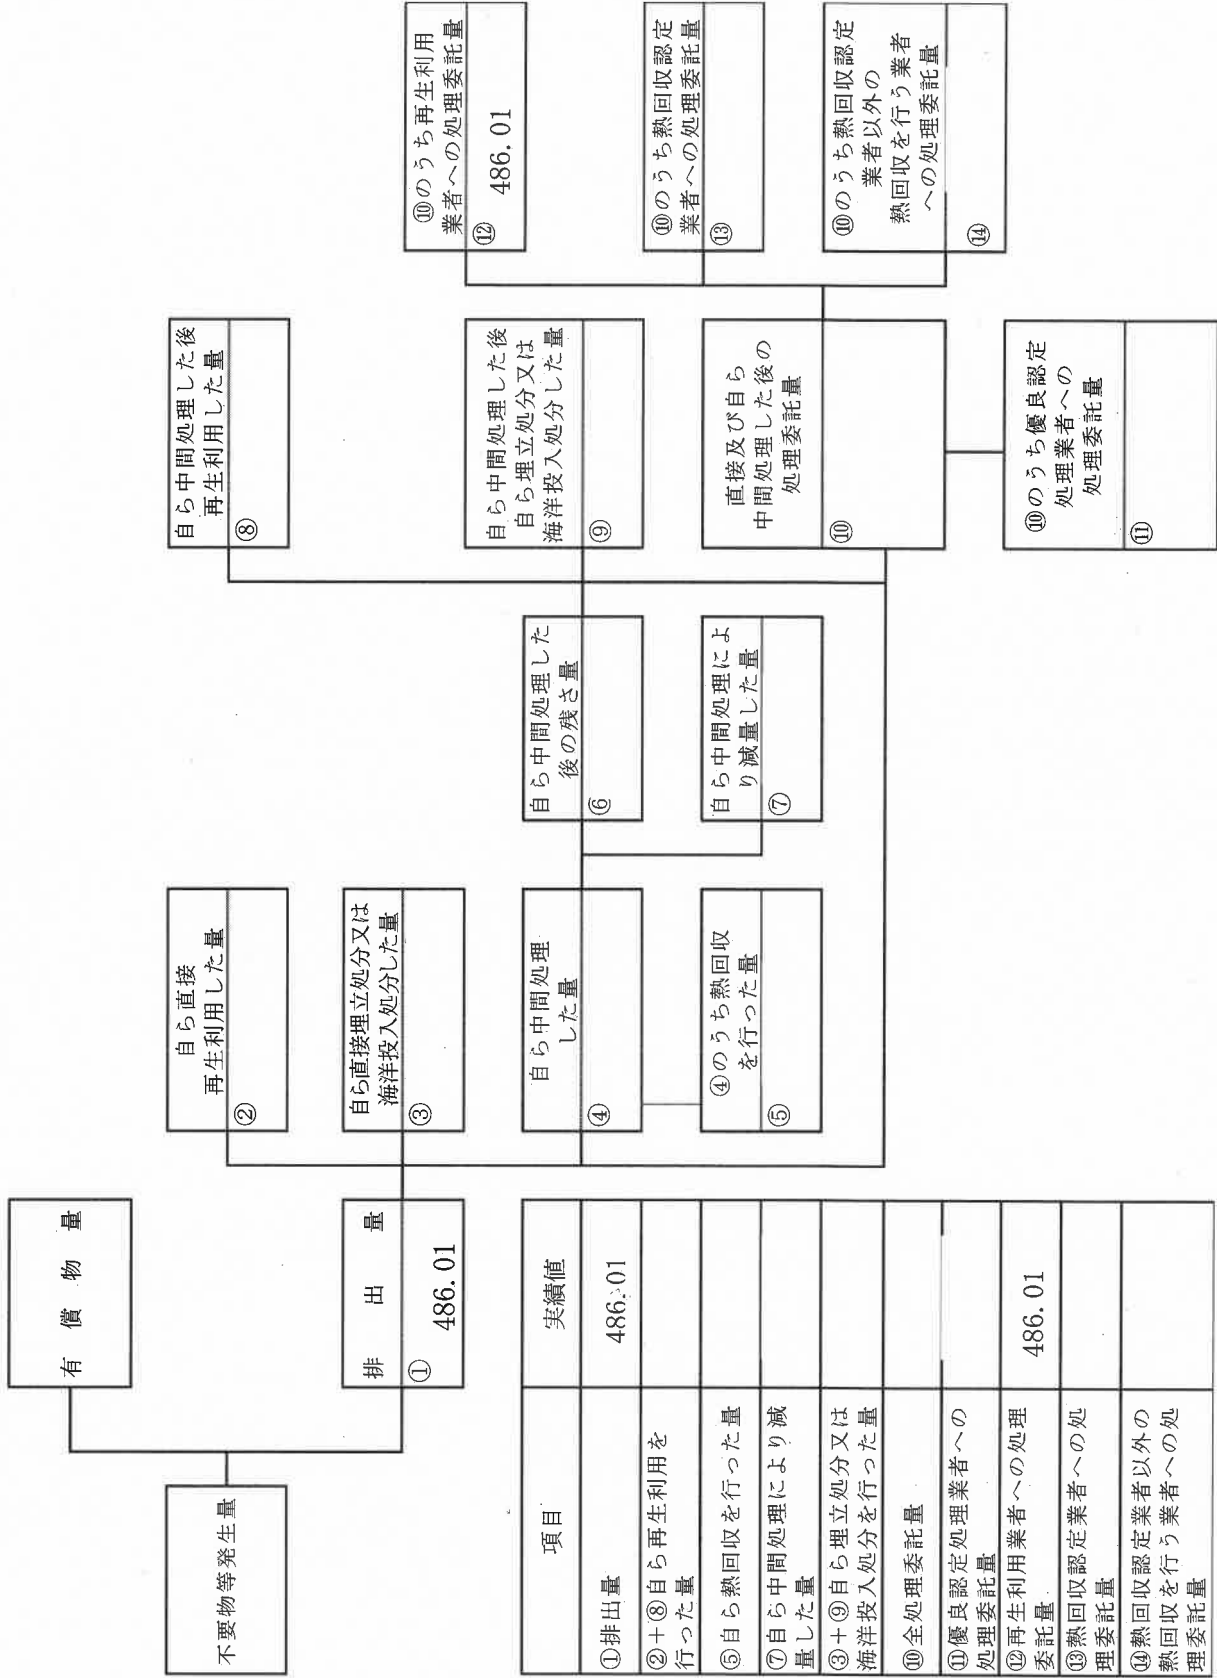 不要物等発生量
有償物量
排出量
①
486.01
自ら直接
再生利用した量
②
自ら直接埋立処分又は
海洋投入処分した量
③
自ら中間処理
した量
④
④のうち熱回収
を行った量
⑤
自ら中間処理した
後の残さ量
⑥
自ら中間処理によ
り減量した量
⑦
自ら中間処理した後
再生利用した量
⑧
自ら中間処理した後
自ら埋立処分又は
海洋投入処分した量
⑨
直接及び自ら
中間処理した後の
処理委託量
⑩
⑩のうち優良認定
処理業者への
処理委託量
⑪
⑩のうち再生利用
業者への処理委託量
⑫
486.01
⑩のうち熱回収認定
業者への処理委託量
⑬
⑩のうち熱回収認定
業者以外の
熱回収を行う業者
への処理委託量
⑭
項目
実績値
①排出量
486.01
②+⑧自ら再生利用を
行った量
⑤自ら熱回収を行った量
⑦自ら中間処理により減
量した量
③+⑨自ら埋立処分又は
海洋投入処分を行った量
⑩全処理委託量
⑪優良認定処理業者への
処理委託量
⑫再生利用業者への処理
委託量
486.01
⑬熱回収認定業者への処
理委託量
⑭熱回収認定業者以外の
熱回収を行う業者への処
理委託量